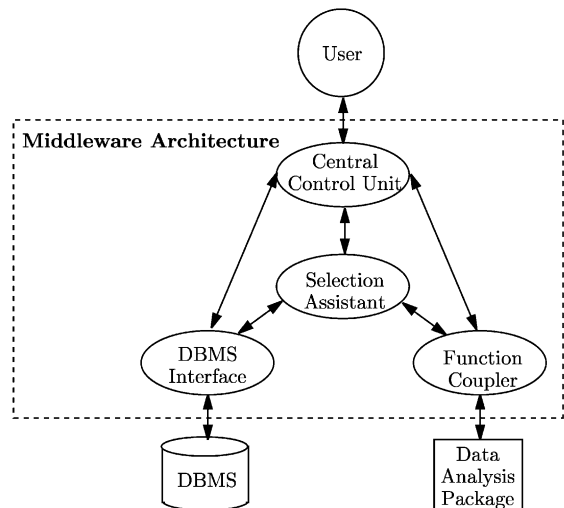 User
Middleware Architecture
Central
Control Unit
Selection
Assistant
DBMS
Interface
Function
Coupler
DBMS
Data
Analysis
Package